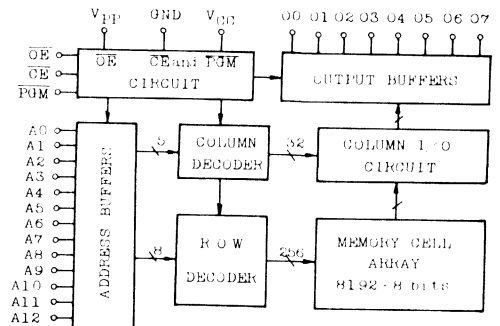 V_PP GND V_CC O0 O1 O2 O3 O4 O5 O6 O7
OE
CE
PGM
OE CE and PGM
CIRCUIT
OUTPUT BUFFERS
A0
A1
A2
A3
A4
A5
A6
A7
A8
A9
A10
A11
A12
ADDRESS BUFFERS
5
COLUMN
DECODER
32
COLUMN I/O
CIRCUIT
8
ROW
DECODER
256
MEMORY CELL
ARRAY
8192·8 bits